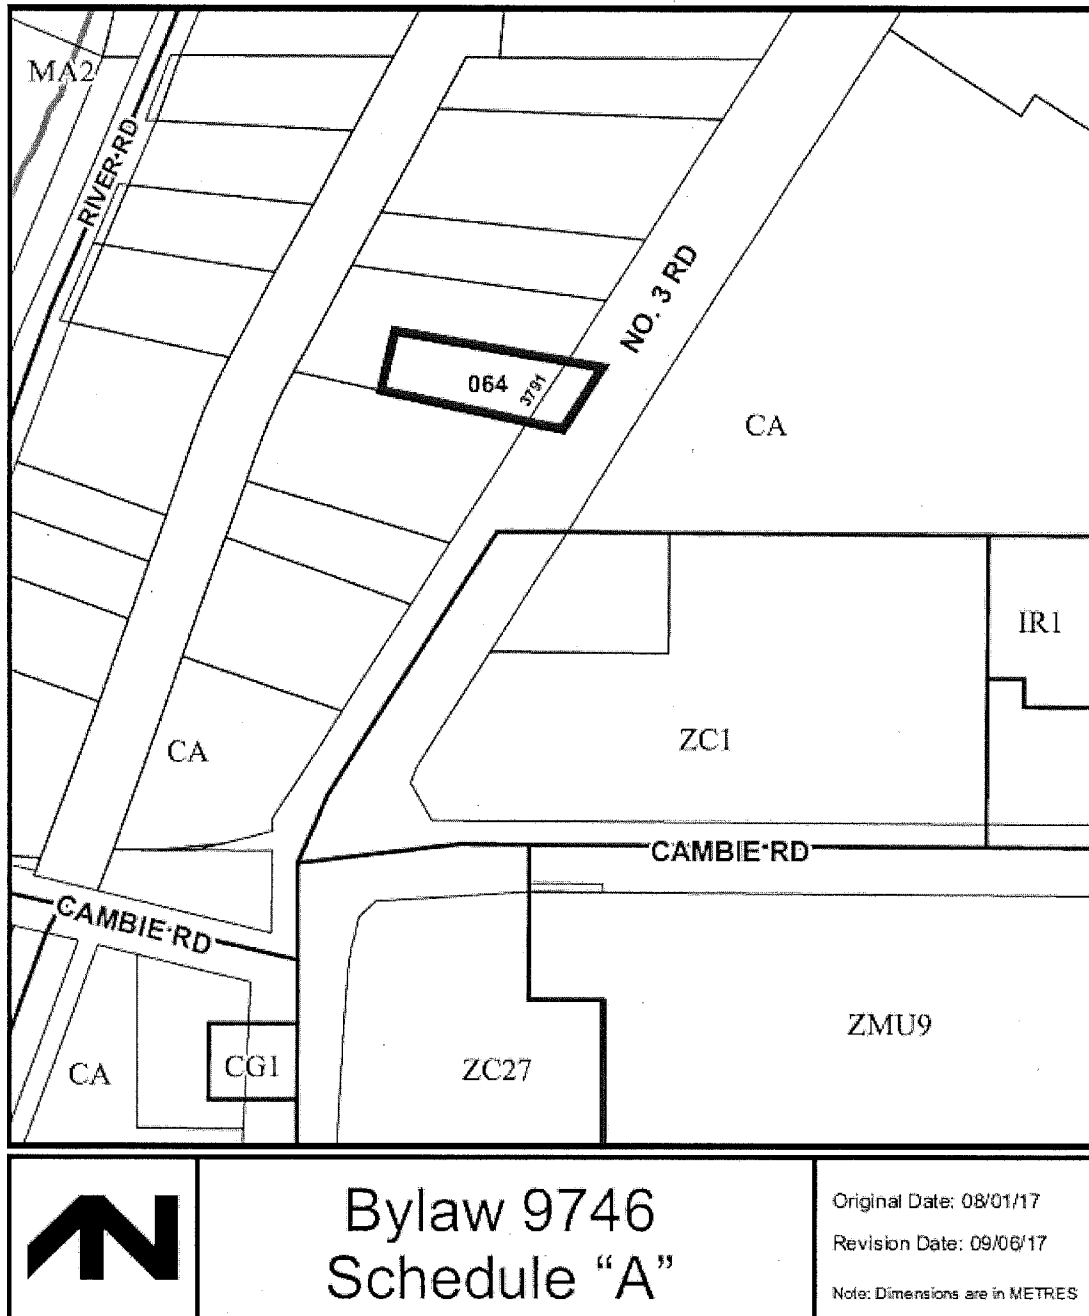 MA2
RIVER RD
NO. 3 RD
064
3791
CA
IR1
ZC1
CA
CAMBIE RD
CAMBIE RD
ZMU9
CG1
ZC27
CA
Bylaw 9746
Schedule “A”
Original Date: 08/01/17
Revision Date: 09/06/17
Note: Dimensions are in METRES